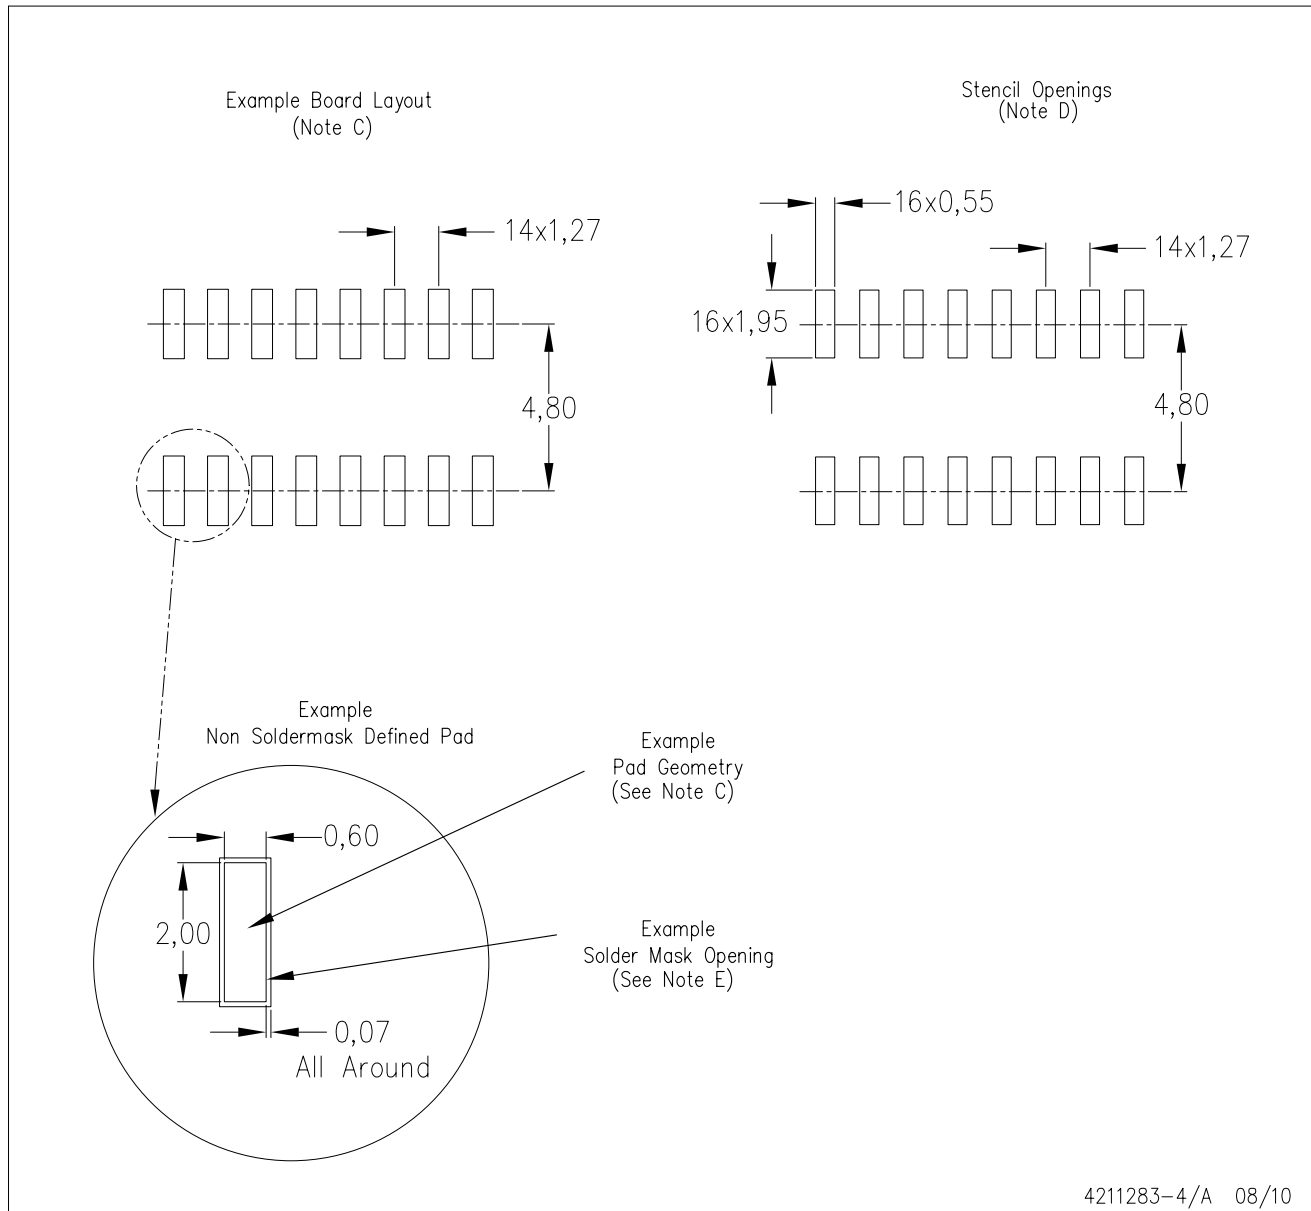 Example Board Layout
(Note C)
Stencil Openings
(Note D)
14x1,27
4,80
16x0,55
14x1,27
16x1,95
4,80
Example
Non Soldermask Defined Pad
Example
Pad Geometry
(See Note C)
0,60
2,00
Example
Solder Mask Opening
(See Note E)
0,07
All Around
4211283-4/A 08/10